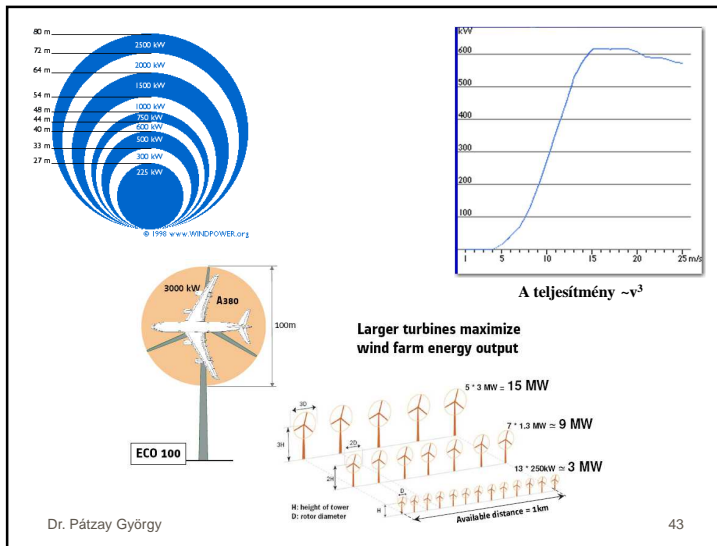 80 m
72 m
64 m
54 m
48 m
44 m
40 m
33 m
27 m
2500 kW
2000 kW
1500 kW
1000 kW
750 kW
600 kW
500 kW
300 kW
225 kW
© 1998 www.WINDPOWER.org
kW
600
500
400
300
200
100
1 5 10 15 20 25 m/s
A teljesítmény ~v³
3000 kW
A380
100m
ECO 100
Larger turbines maximize
wind farm energy output
5 * 3 MW = 15 MW
7 * 1.3 MW ≃ 9 MW
13 * 250kW ≃ 3 MW
3D
3H
2D
2H
D
H
H: height of tower
D: rotor diameter
Available distance = 1km
Dr. Pátzay György
43